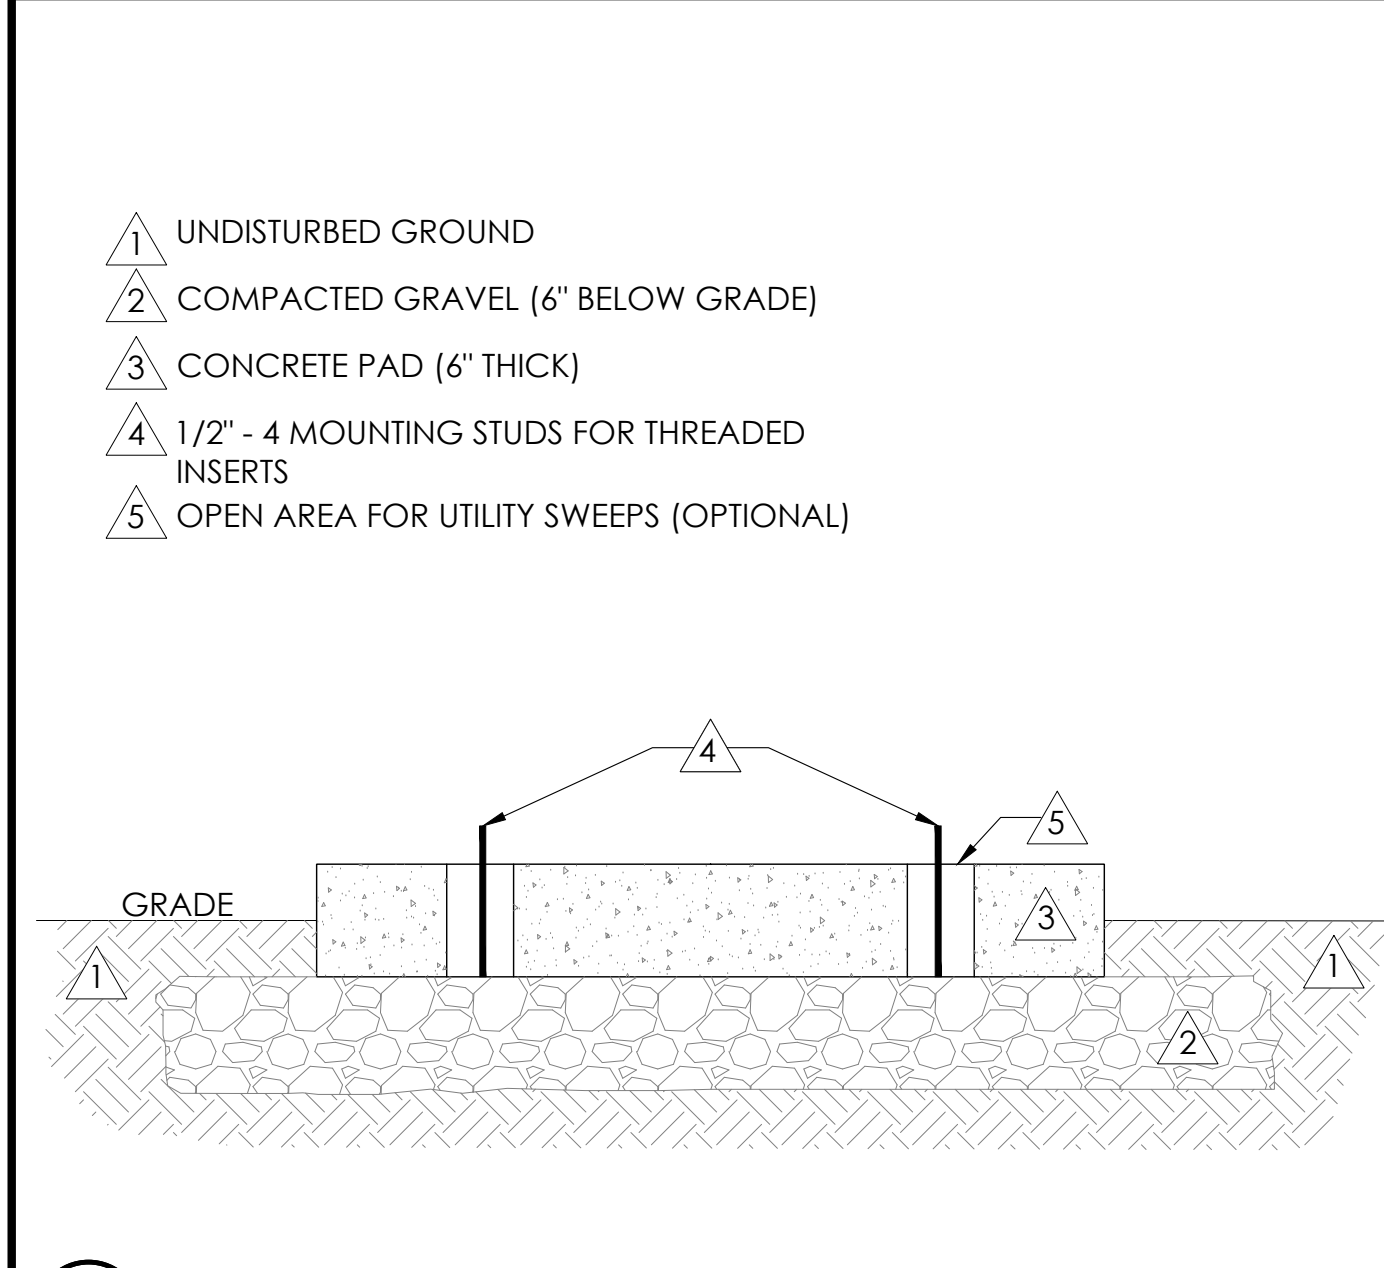 1 UNDISTURBED GROUND
2 COMPACTED GRAVEL (6" BELOW GRADE)
3 CONCRETE PAD (6" THICK)
4 1/2" - 4 MOUNTING STUDS FOR THREADED
INSERTS
5 OPEN AREA FOR UTILITY SWEEPS (OPTIONAL)
4
5
GRADE
3
1
1
2